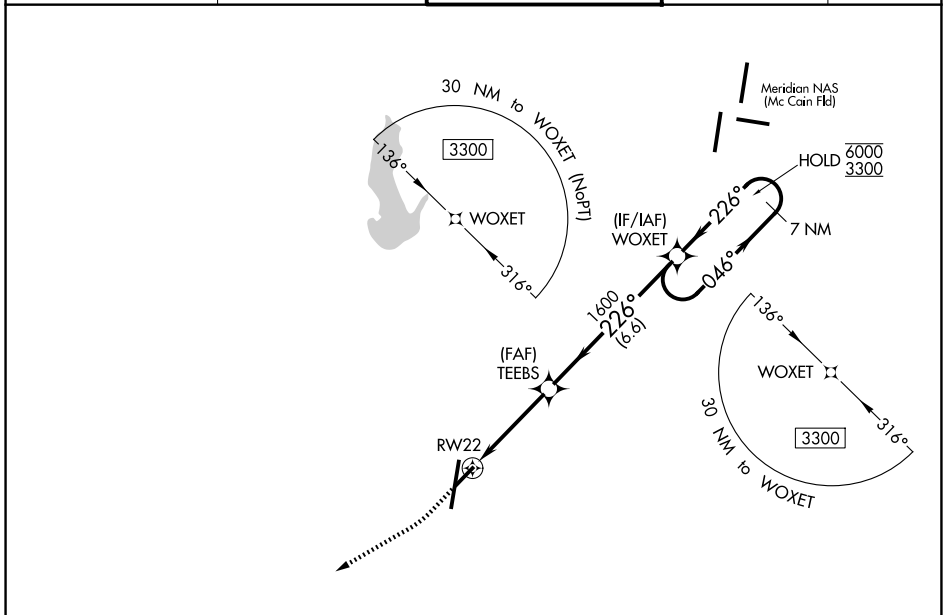 30 NM to WOXET (NoPT)
3300
136°
WOXET
316°
Meridian NAS
(Mc Cain Fld)
HOLD 6000
3300
226°
7 NM
(IF/IAF)
WOXET
046°
1600
226°
(6.6)
(FAF)
TEEBS
RW22
136°
WOXET
316°
3300
30 NM to WOXET